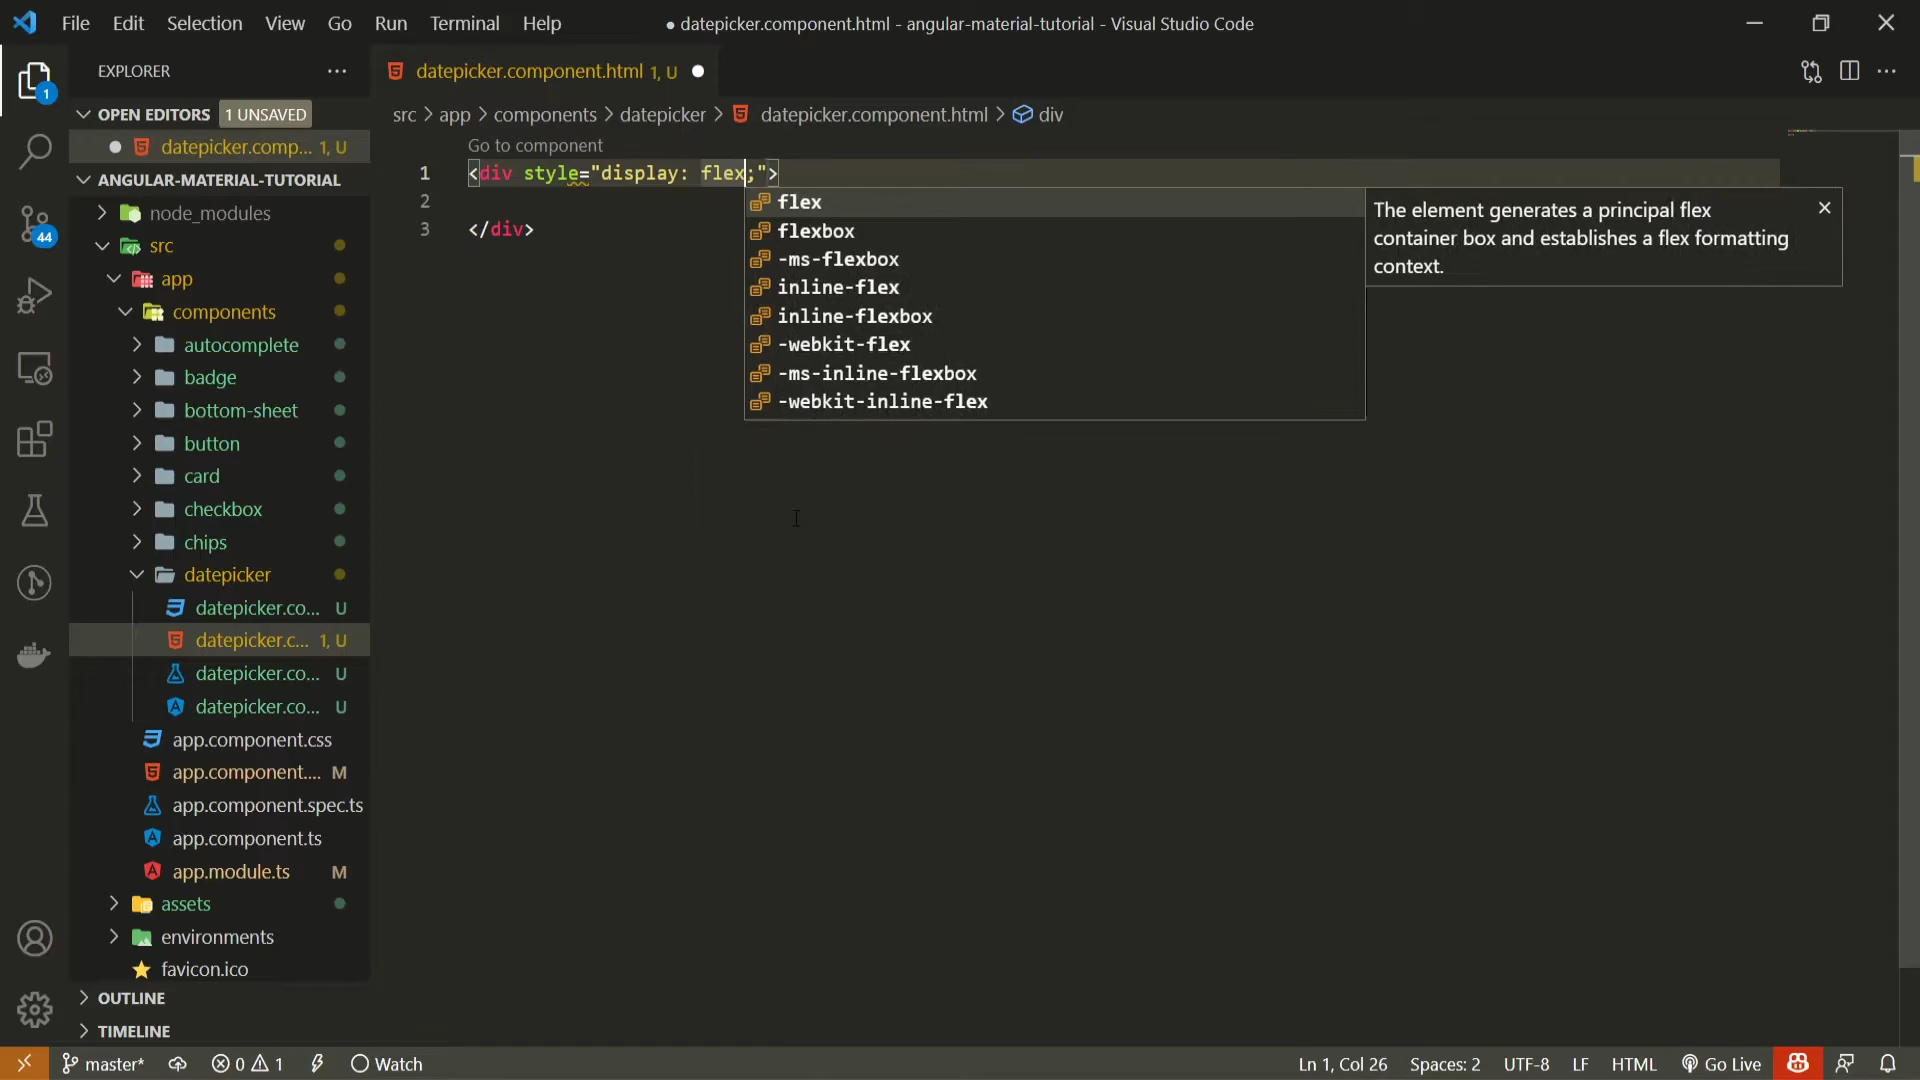 File Edit Selection View Go Run Terminal Help
● datepicker.component.html - angular-material-tutorial - Visual Studio Code
EXPLORER
datepicker.component.html 1, U
1
OPEN EDITORS 1 UNSAVED
src > app > components > datepicker > datepicker.component.html > div
datepicker.comp... 1, U
Go to component
ANGULAR-MATERIAL-TUTORIAL
1 <div style="display: flex;">
2
3 </div>
flex
flexbox
-ms-flexbox
inline-flex
inline-flexbox
-webkit-flex
-ms-inline-flexbox
-webkit-inline-flex
The element generates a principal flex
container box and establishes a flex formatting
context.
node_modules
44
src
app
components
autocomplete
badge
bottom-sheet
button
card
checkbox
chips
datepicker
datepicker.co... U
datepicker.c... 1, U
datepicker.co... U
datepicker.co... U
app.component.css
app.component.... M
app.component.spec.ts
app.component.ts
app.module.ts M
assets
environments
favicon.ico
OUTLINE
TIMELINE
master* 0 1 Watch
Ln 1, Col 26 Spaces: 2 UTF-8 LF HTML Go Live